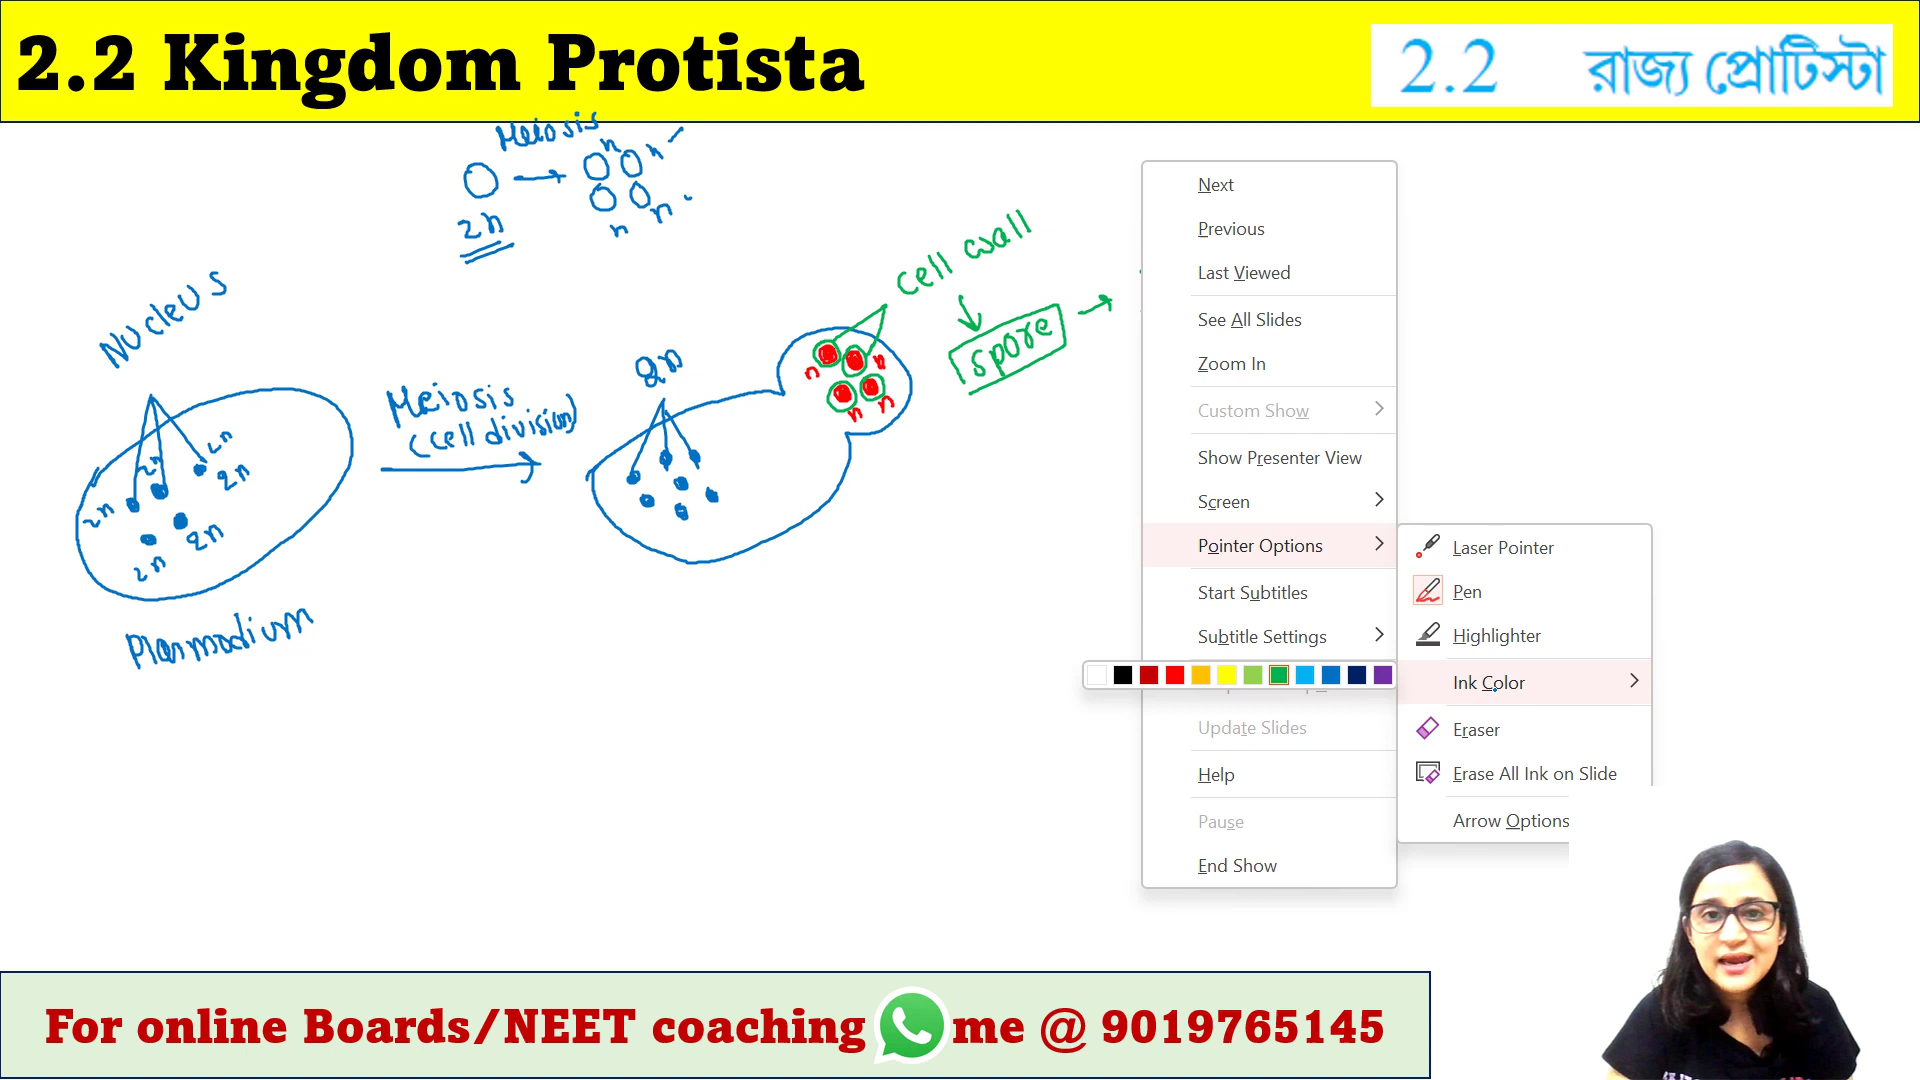 2.2 Kingdom Protista
2.2 রাজ্য প্রোটিস্টা
Meiosis
n
n
2n
n
n
cell wall
Nucleus
spore
2n
n
n
n
n
Meiosis
(cell division)
2n
2n
2n
2n
2n
2n
Plasmodium
Next
Previous
Last Viewed
See All Slides
Zoom In
Custom Show
Show Presenter View
Screen
Pointer Options
Start Subtitles
Subtitle Settings
Update Slides
Help
Pause
End Show
Laser Pointer
Pen
Highlighter
Ink Color
Eraser
Erase All Ink on Slide
Arrow Options
For online Boards/NEET coaching me @ 9019765145